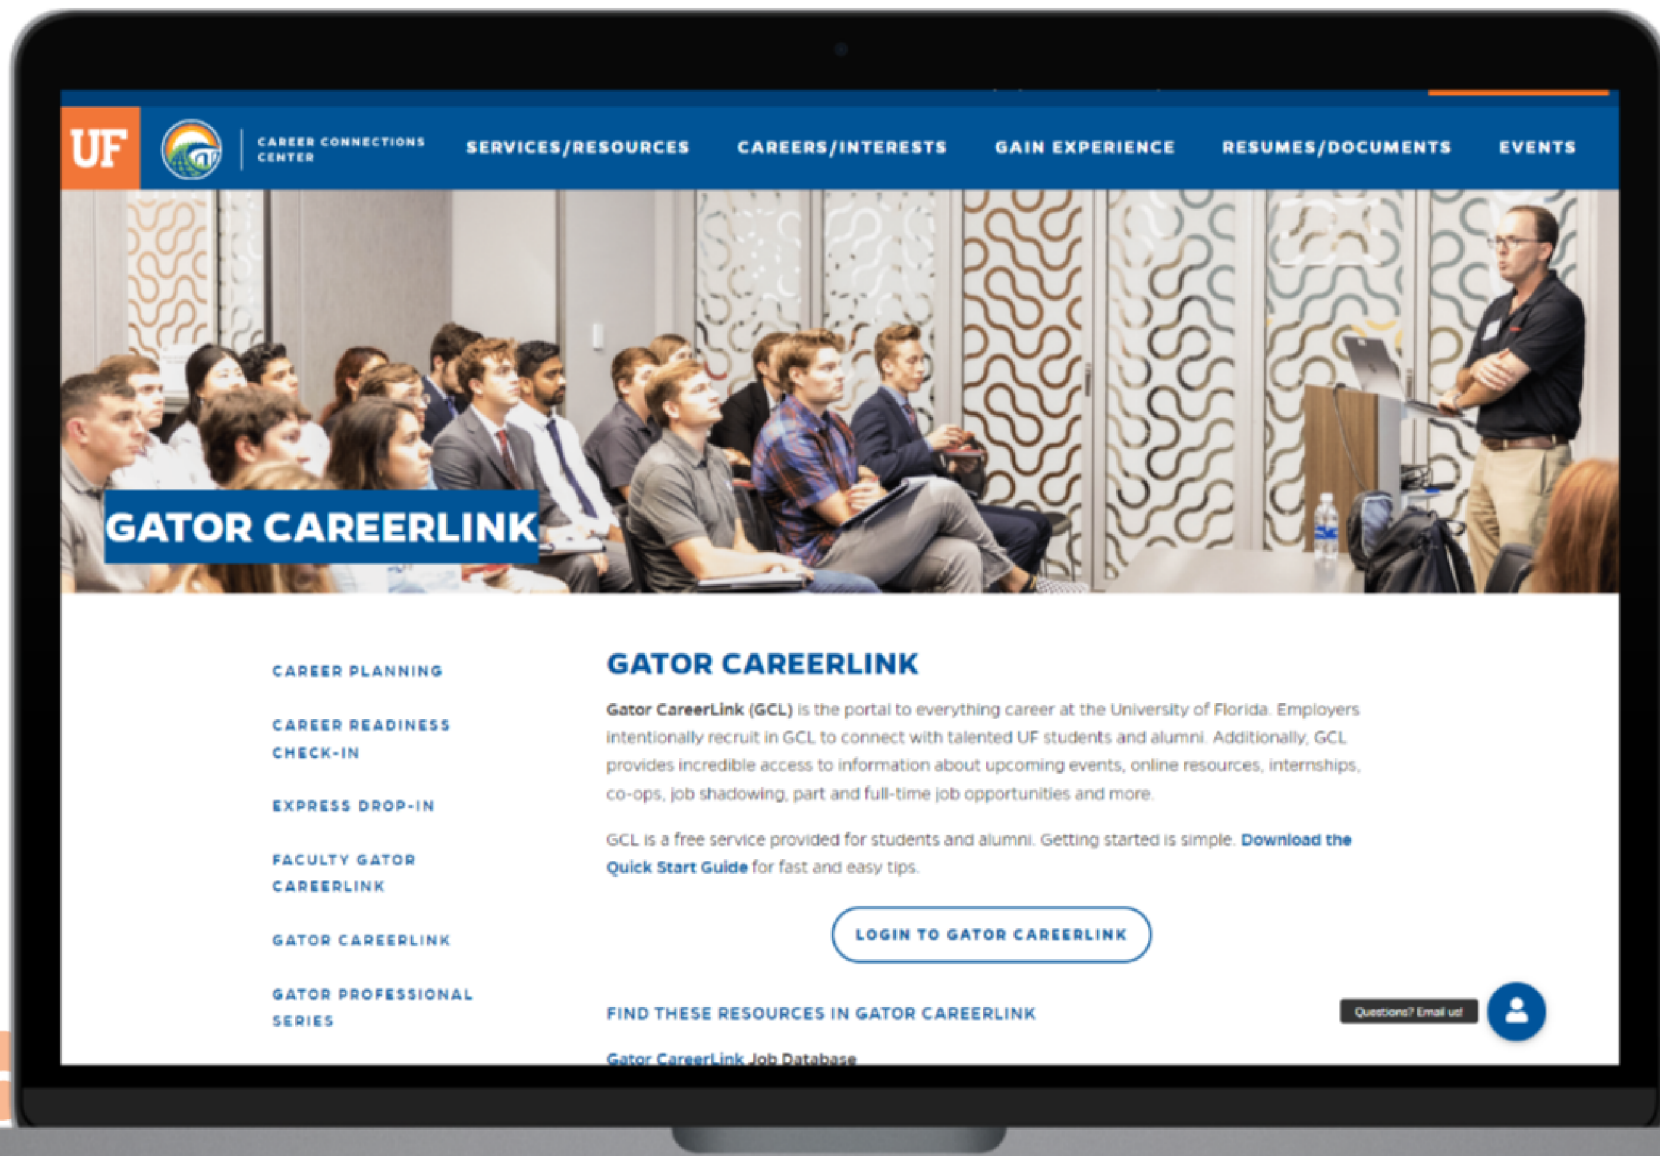 UF
CAREER CONNECTIONS
CENTER
SERVICES/RESOURCES
CAREERS/INTERESTS
GAIN EXPERIENCE
RESUMES/DOCUMENTS
EVENTS
GATOR CAREERLINK
CAREER PLANNING
CAREER READINESS
CHECK-IN
EXPRESS DROP-IN
FACULTY GATOR
CAREERLINK
GATOR CAREERLINK
GATOR PROFESSIONAL
SERIES
GATOR CAREERLINK
Gator CareerLink (GCL) is the portal to everything career at the University of Florida. Employers
intentionally recruit in GCL to connect with talented UF students and alumni. Additionally, GCL
provides incredible access to information about upcoming events, online resources, internships,
co-ops, job shadowing, part and full-time job opportunities and more.
GCL is a free service provided for students and alumni. Getting started is simple. Download the
Quick Start Guide for fast and easy tips.
LOGIN TO GATOR CAREERLINK
FIND THESE RESOURCES IN GATOR CAREERLINK
Gator CareerLink Job Database
Questions? Email us!